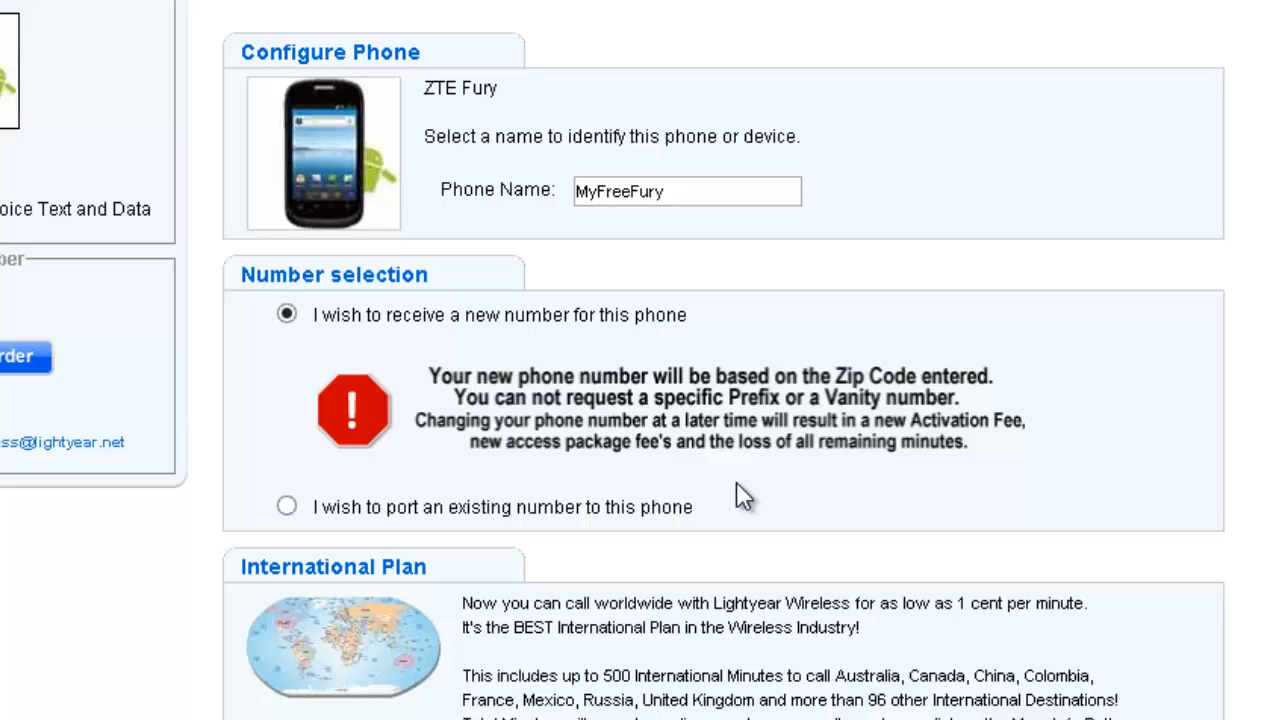 Configure Phone
ZTE Fury
Select a name to identify this phone or device.
Phone Name: MyFreeFury
oice Text and Data
ber
Number selection
I wish to receive a new number for this phone
rder
Your new phone number will be based on the Zip Code entered.
You can not request a specific Prefix or a Vanity number.
Changing your phone number at a later time will result in a new Activation Fee,
new access package fee's and the loss of all remaining minutes.
ss@lightyear.net
I wish to port an existing number to this phone
International Plan
Now you can call worldwide with Lightyear Wireless for as low as 1 cent per minute.
It's the BEST International Plan in the Wireless Industry!
This includes up to 500 International Minutes to call Australia, Canada, China, Colombia,
France, Mexico, Russia, United Kingdom and more than 96 other International Destinations!